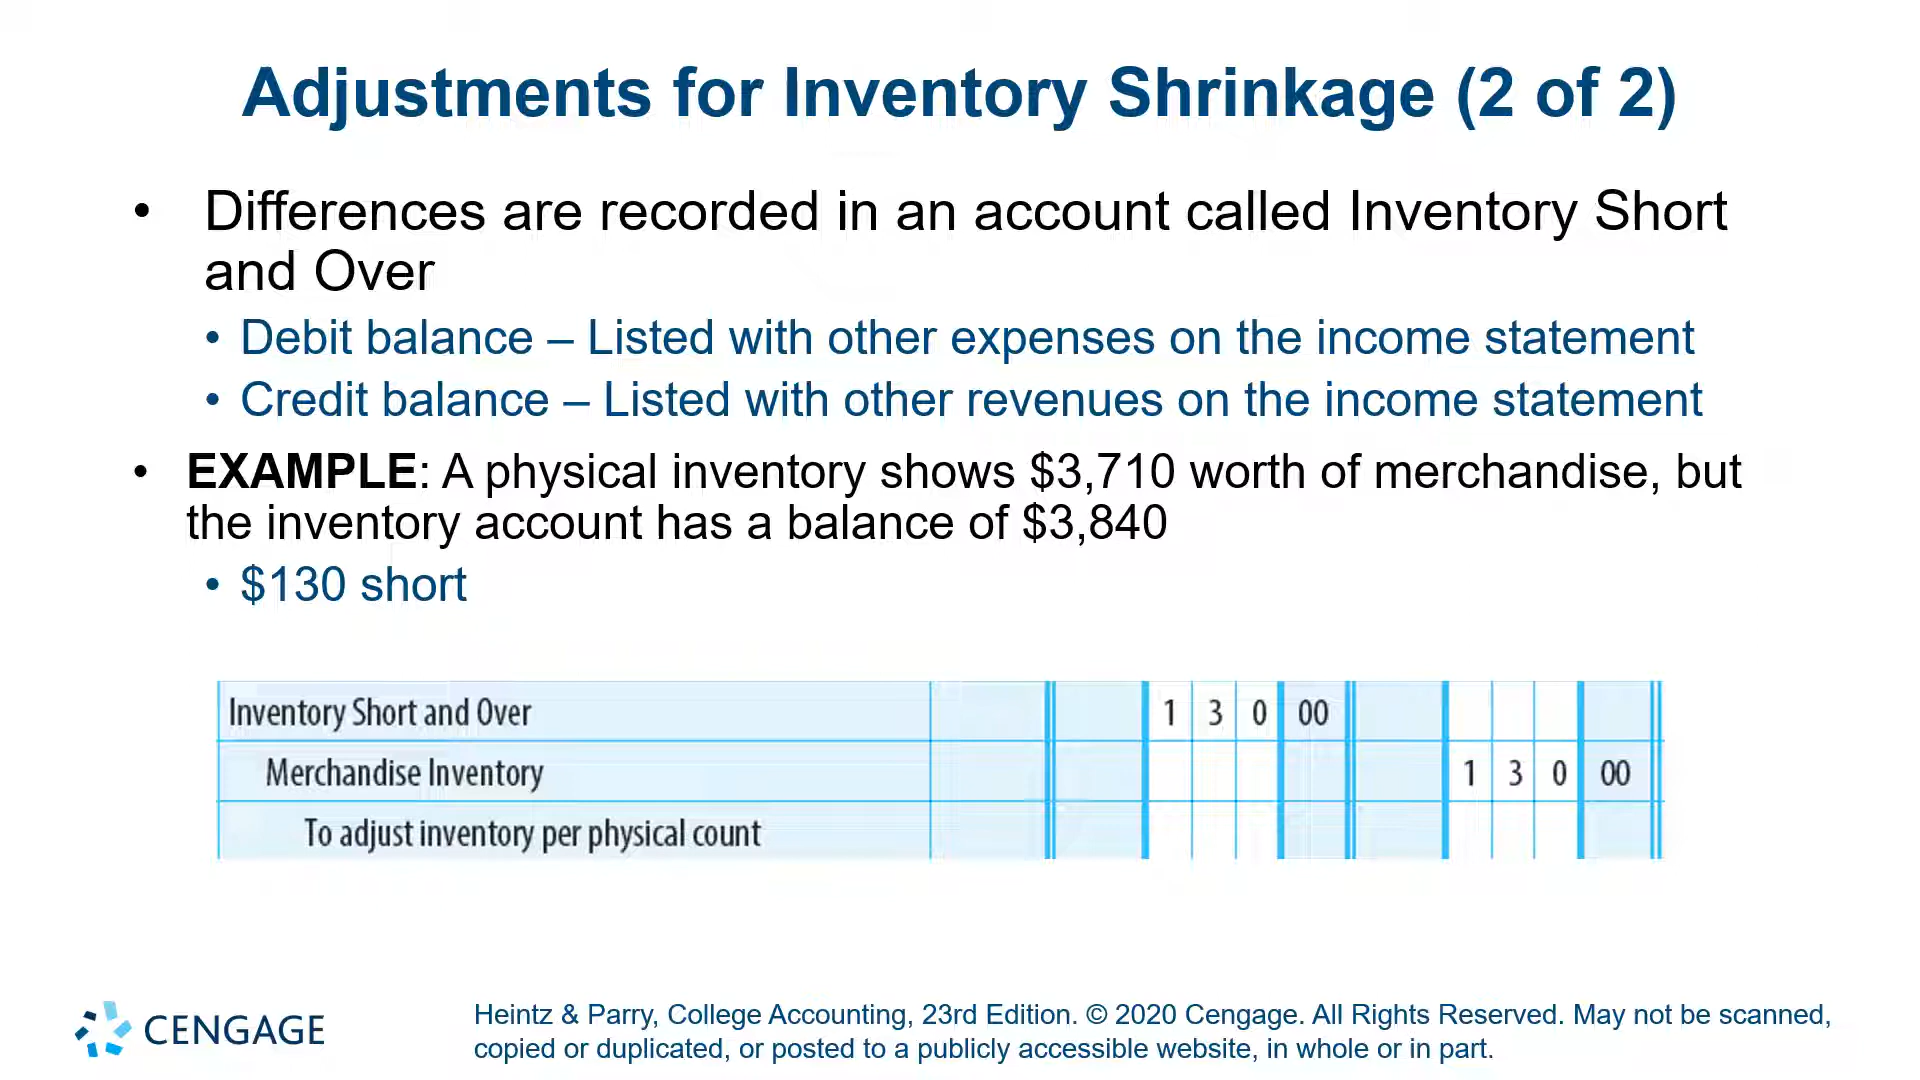 Adjustments for Inventory Shrinkage (2 of 2)
• Differences are recorded in an account called Inventory Short
and Over
• Debit balance – Listed with other expenses on the income statement
• Credit balance – Listed with other revenues on the income statement
• EXAMPLE: A physical inventory shows $3,710 worth of merchandise, but
the inventory account has a balance of $3,840
• $130 short
Inventory Short and Over 1 3 0 00
Merchandise Inventory 1 3 0 00
To adjust inventory per physical count
CENGAGE
Heintz & Parry, College Accounting, 23rd Edition. © 2020 Cengage. All Rights Reserved. May not be scanned,
copied or duplicated, or posted to a publicly accessible website, in whole or in part.